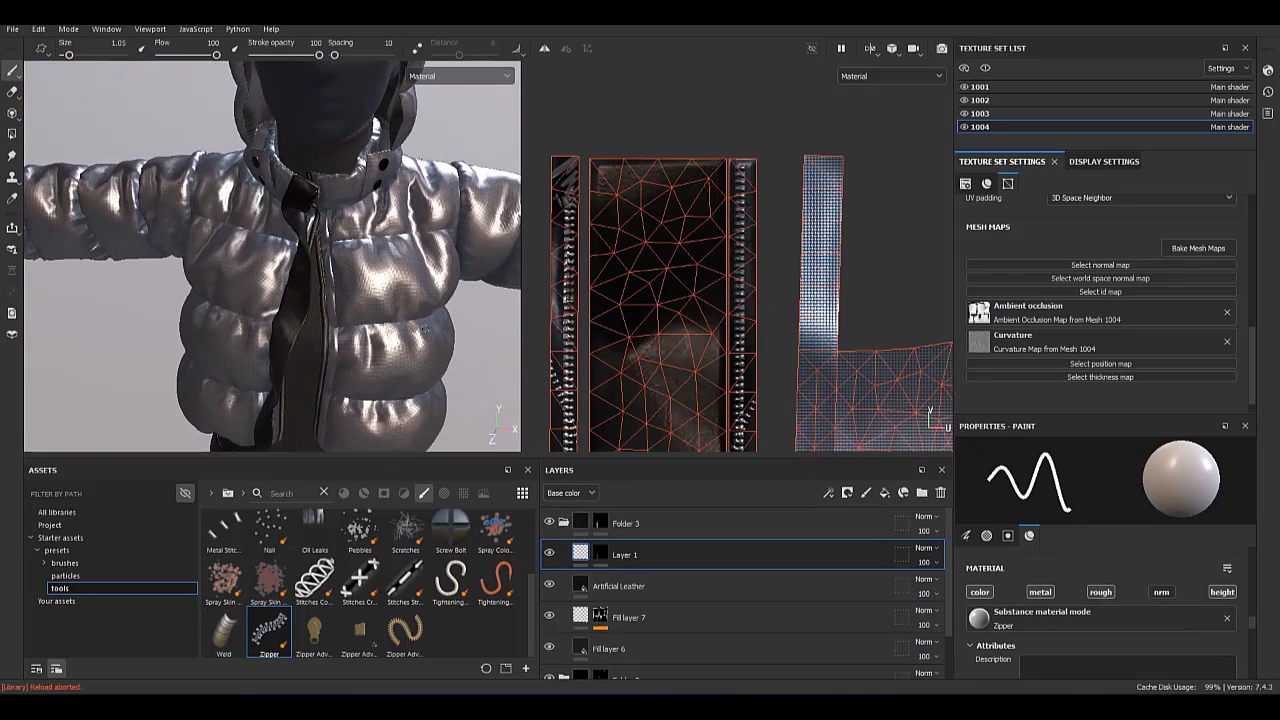 File Edit Mode Window Viewport JavaScript Python Help
Size 1.05 Flow 100 Stroke opacity 100 Spacing 10 Distance 8
Material
Material
Y
X
Z
U
TEXTURE SET LIST
Settings
1001 Main shader
1002 Main shader
1003 Main shader
1004 Main shader
TEXTURE SET SETTINGS DISPLAY SETTINGS
UV padding 3D Space Neighbor
MESH MAPS
Bake Mesh Maps
Select normal map
Select world space normal map
Select id map
Ambient occlusion
Ambient Occlusion Map from Mesh 1004
Curvature
Curvature Map from Mesh 1004
Select position map
Select thickness map
PROPERTIES - PAINT
MATERIAL
color metal rough nrm height
Substance material mode
Zipper
Attributes
Description
ASSETS
FILTER BY PATH
Search
All libraries
Project
Starter assets
presets
brushes
particles
tools
Your assets
Metal Stitc... Nail Oil Leaks Pebbles Scratches Screw Bolt Spray Colo...
Spray Skin ... Spray Skin ... Stitches Co... Stitches Cr... Stitches Str... Tightening... Tightening...
Weld Zipper Zipper Adv... Zipper Adv... Zipper Adv...
LAYERS
Base color
Folder 3 Norm 100
Layer 1 Norm 100
Artificial Leather Norm 100
Fill layer 7 Norm 100
Fill layer 6 Norm 100
Norm
[Library] Reload aborted.
Cache Disk Usage: 99% | Version: 7.4.3